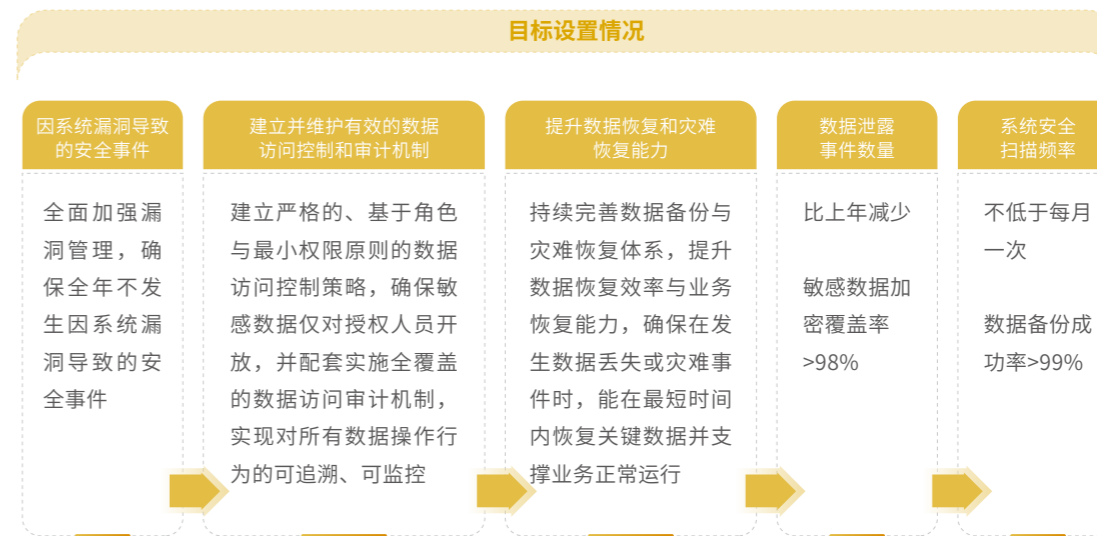 目标设置情况
因系统漏洞导致
的安全事件
全面加强漏
洞管理，确
保全年不发
生因系统漏
洞导致的安
全事件
建立并维护有效的数据
访问控制和审计机制
建立严格的、基于角色
与最小权限原则的数据
访问控制策略，确保敏
感数据仅对授权人员开
放，并配套实施全覆盖
的数据访问审计机制，
实现对所有数据操作行
为的可追溯、可监控
提升数据恢复和灾难
恢复能力
持续完善数据备份与
灾难恢复体系，提升
数据恢复效率与业务
恢复能力，确保在发
生数据丢失或灾难事
件时，能在最短时间
内恢复关键数据并支
撑业务正常运行
数据泄露
事件数量
比上年减少
敏感数据加
密覆盖率
>98%
系统安全
扫描频率
不低于每月
一次
数据备份成
功率>99%